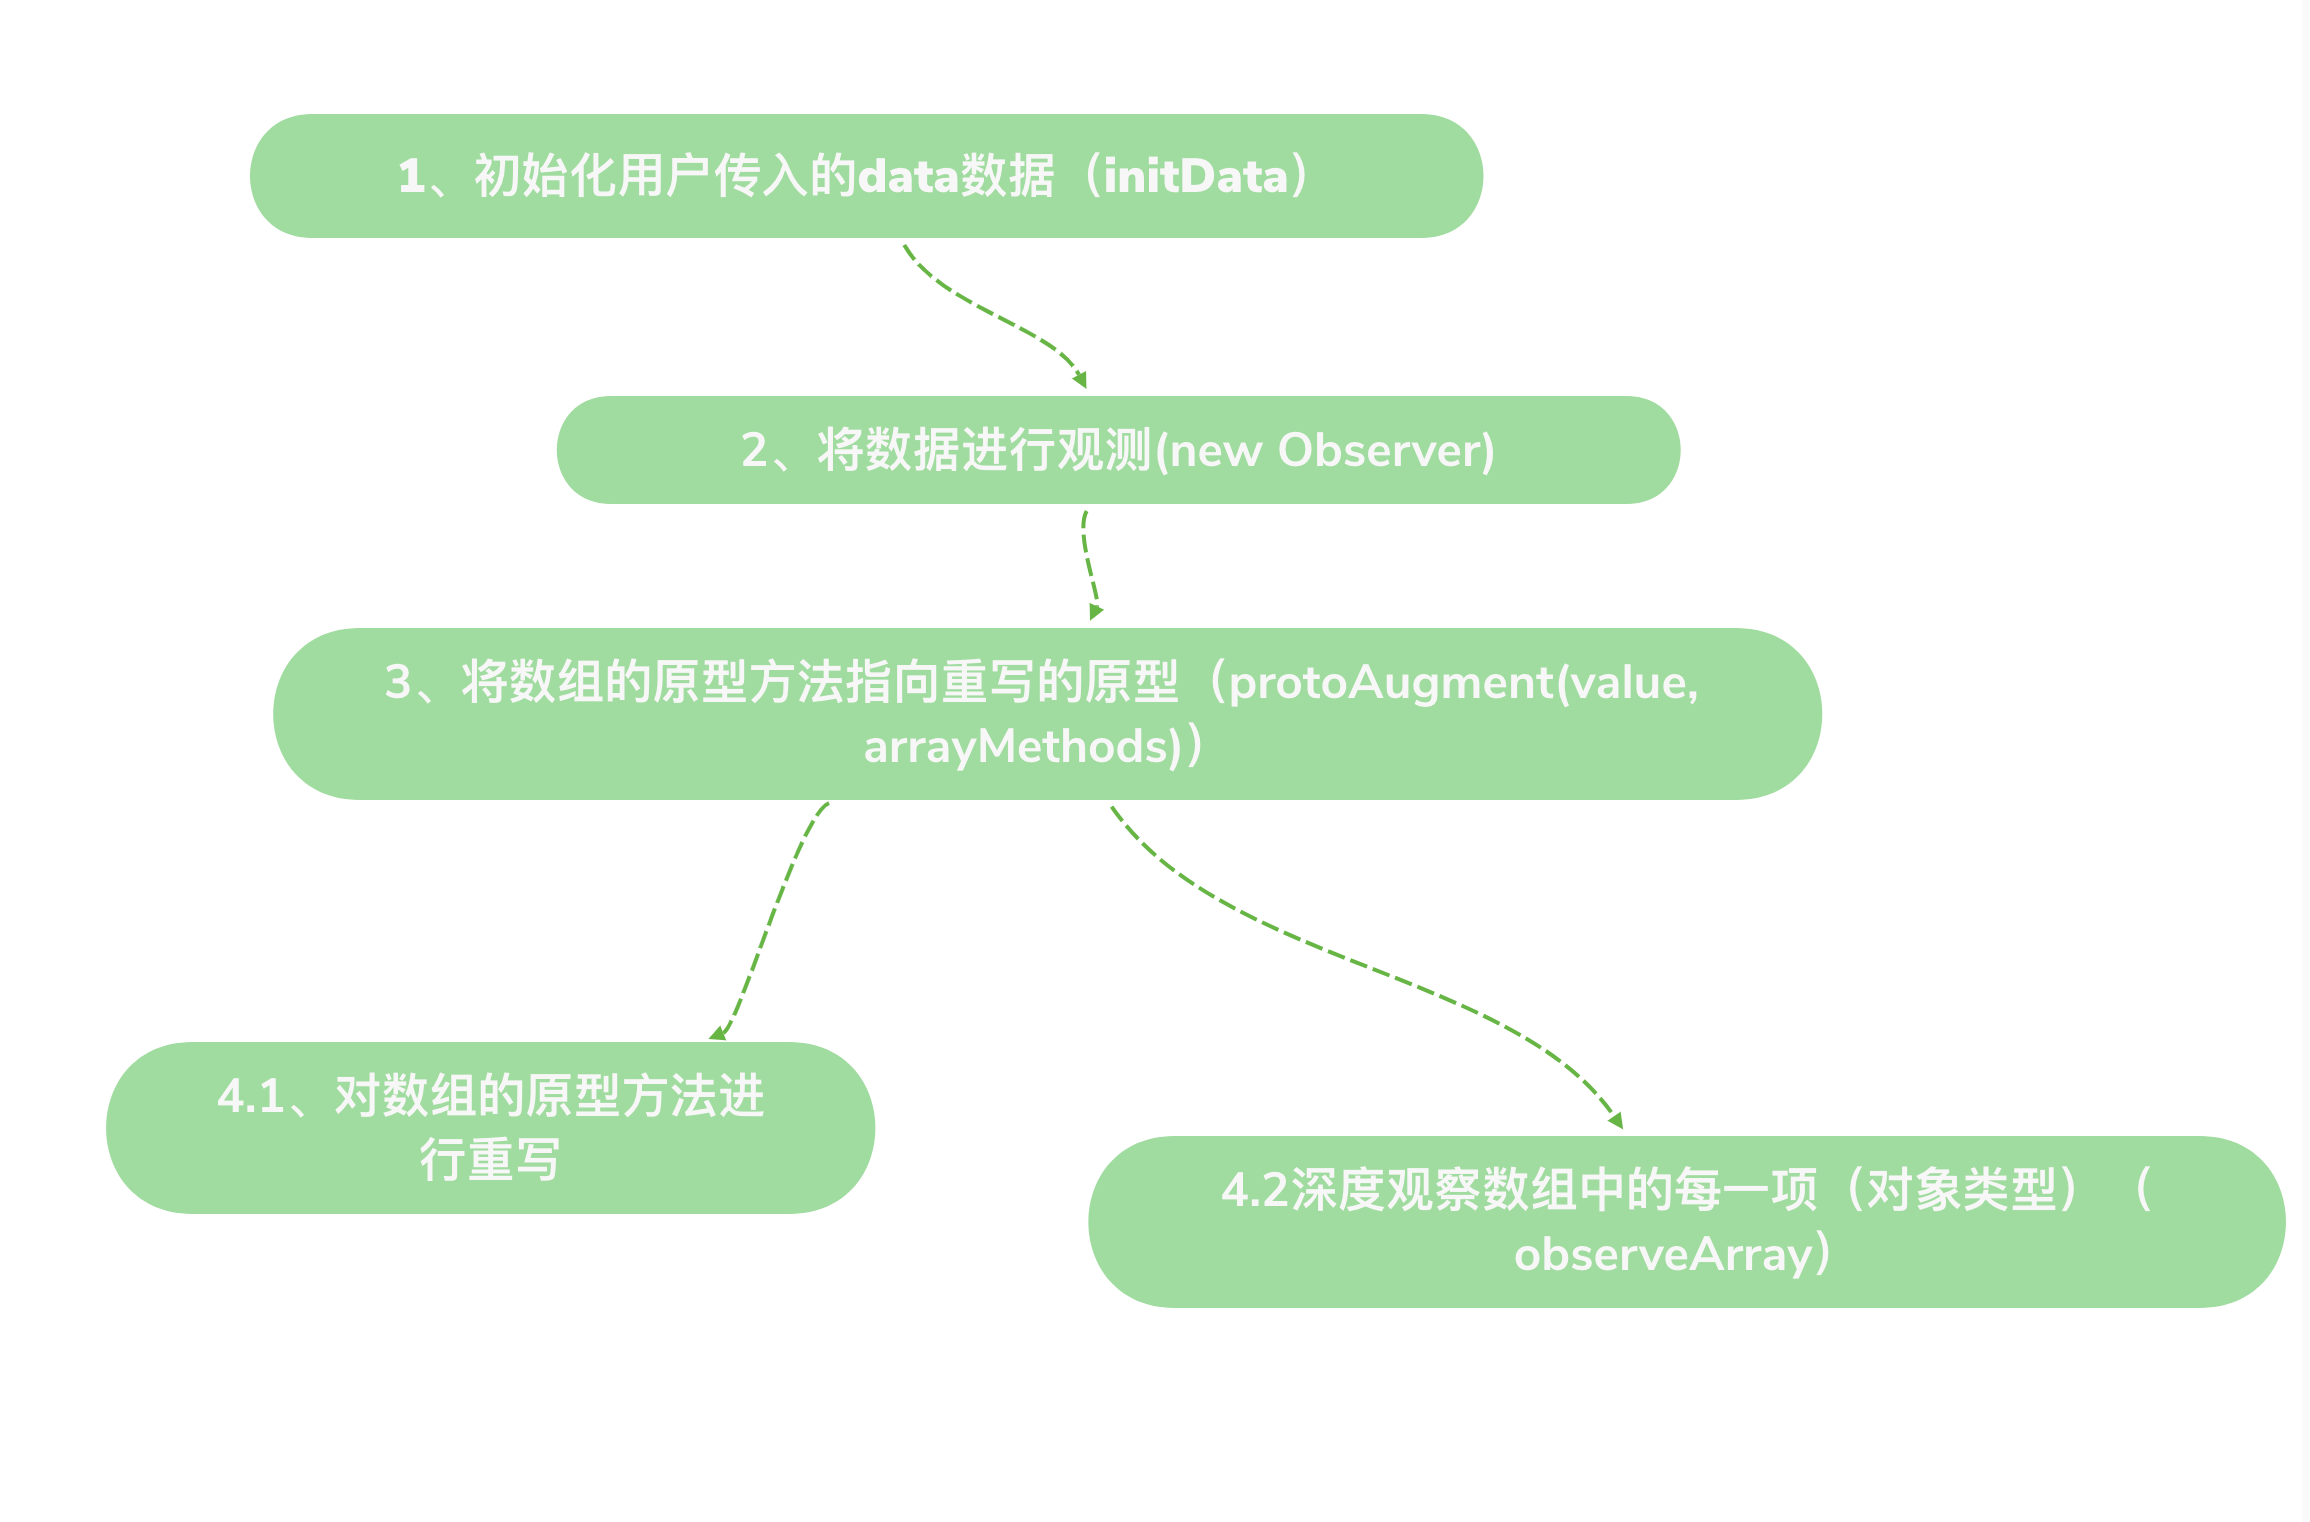 1、初始化用户传入的data数据（initData）
2、将数据进行观测(new Observer)
3、将数组的原型方法指向重写的原型（protoAugment(value,
arrayMethods)）
4.1、对数组的原型方法进
行重写
4.2深度观察数组中的每一项（对象类型）（
observeArray）